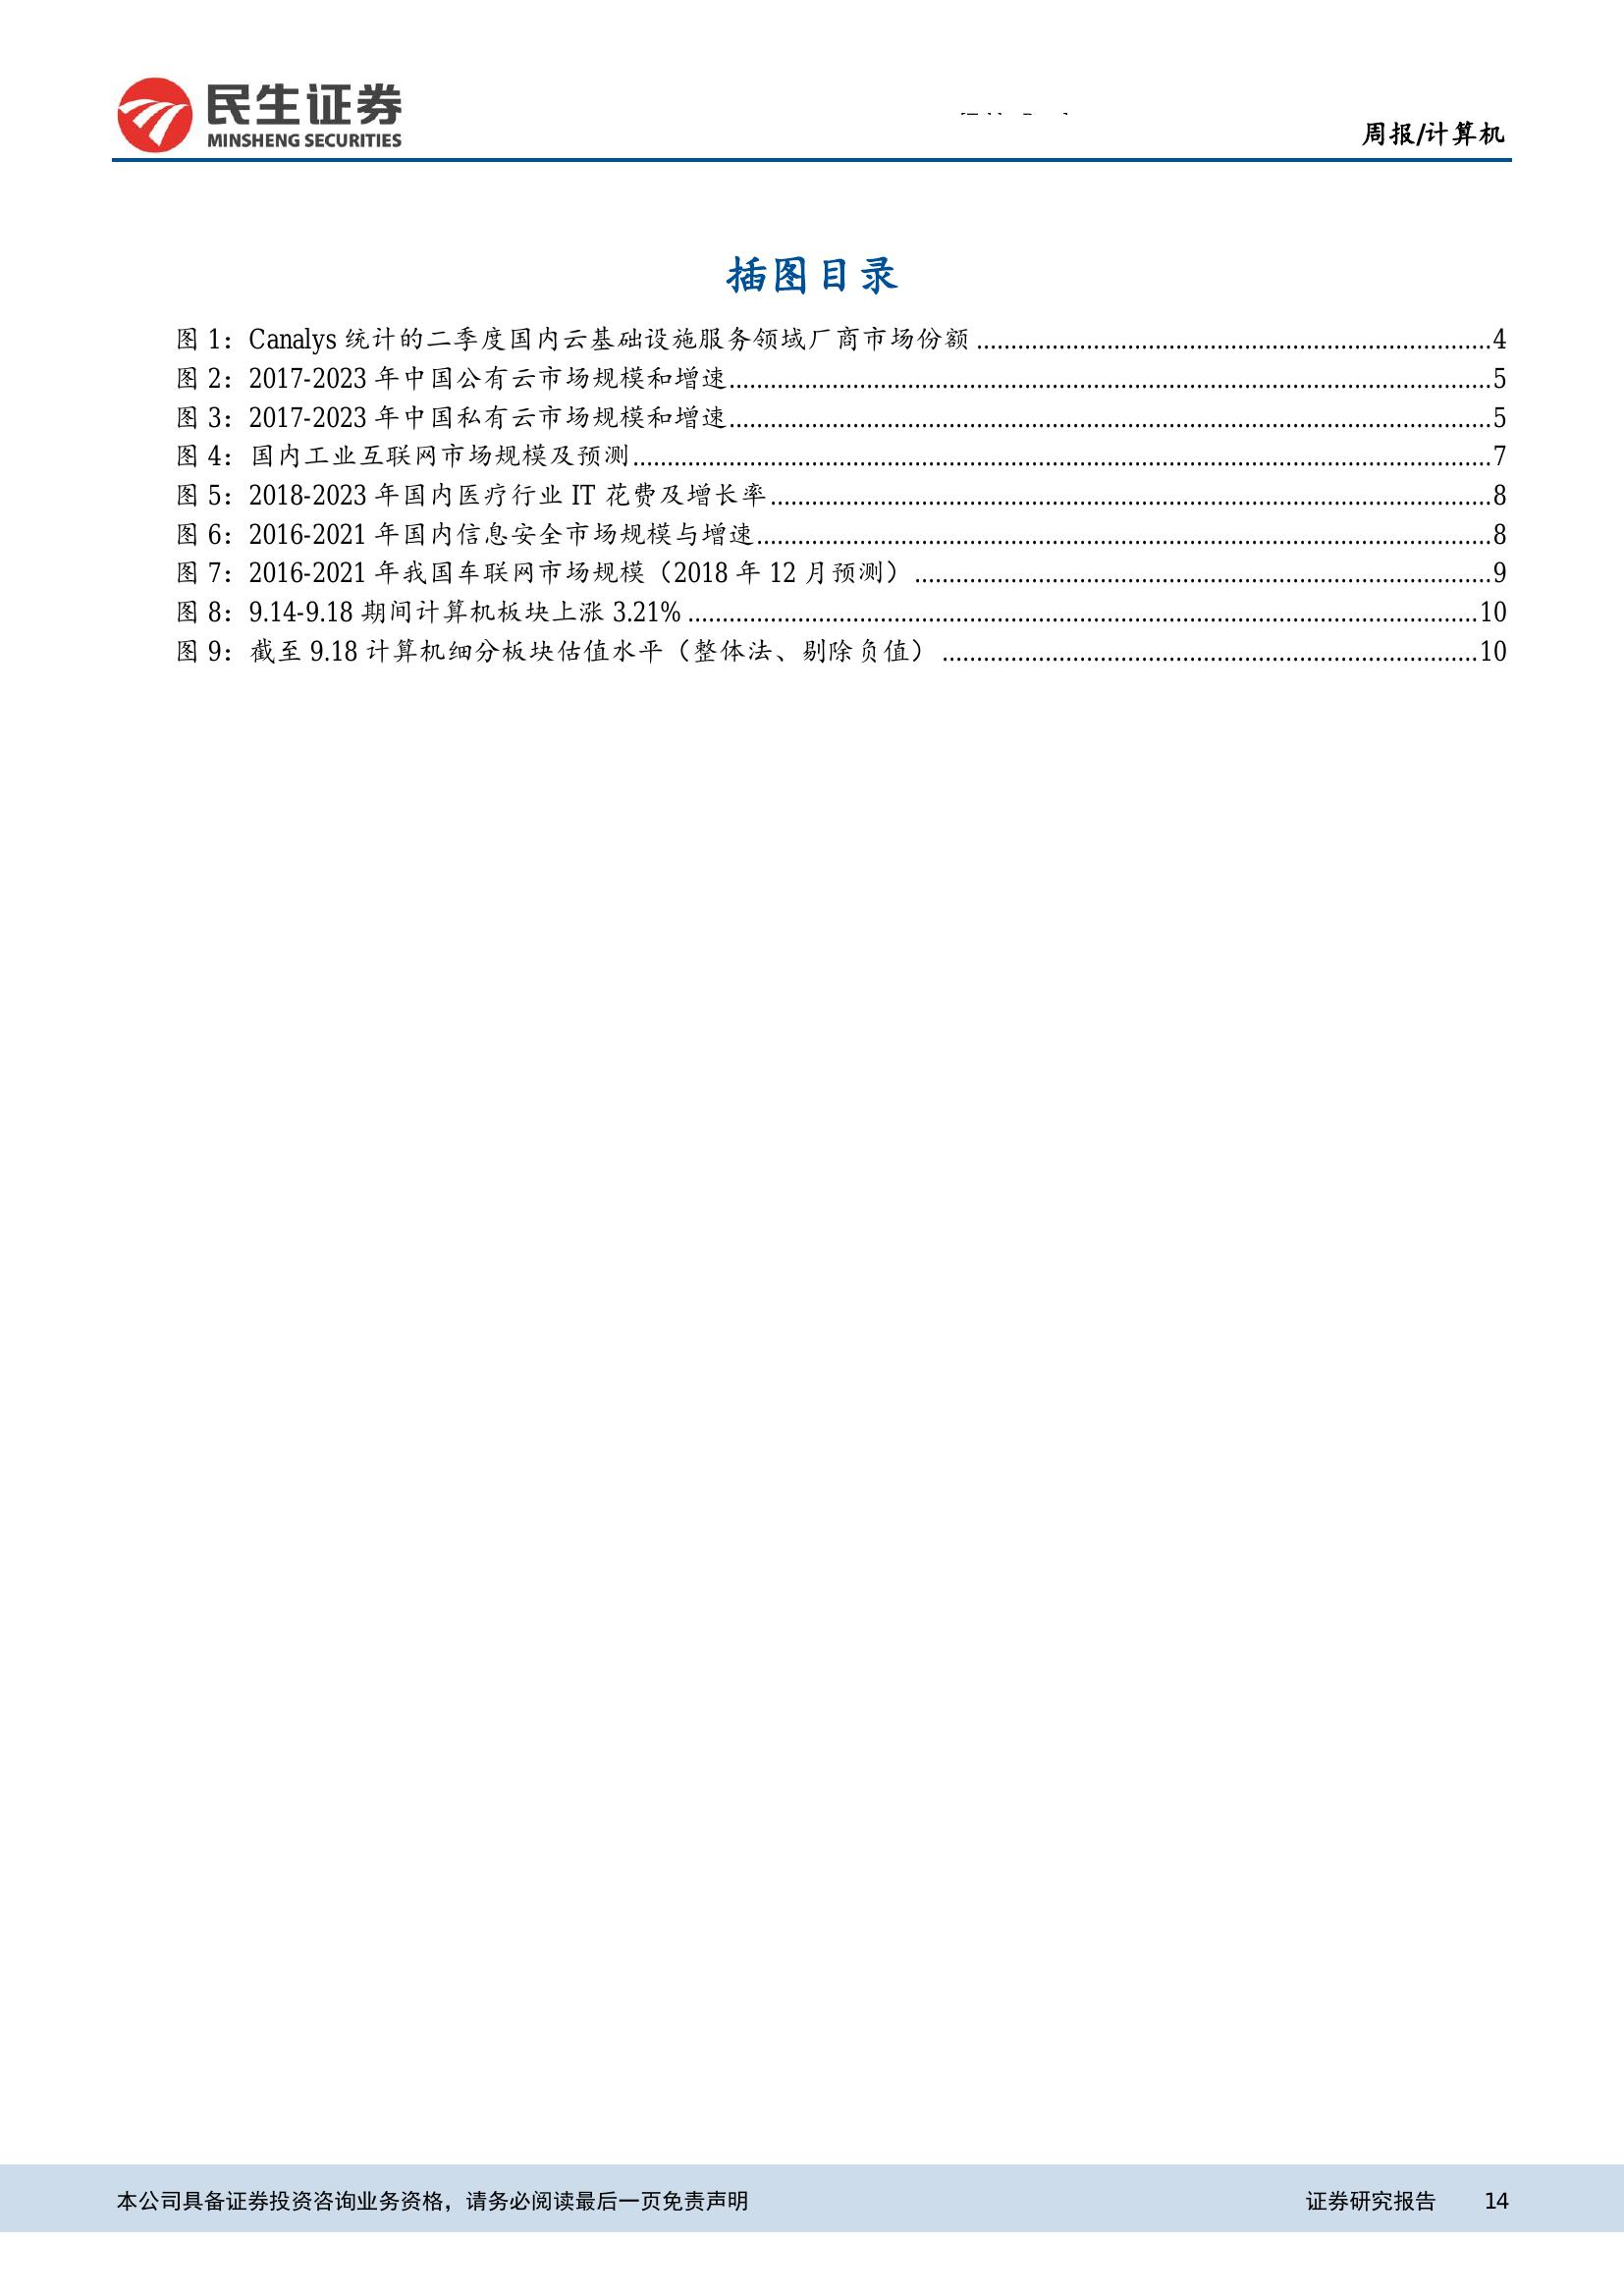 民生证券
MINSHENG SECURITIES
周报/计算机
插图目录
图 1：Canalys 统计的二季度国内云基础设施服务领域厂商市场份额 ........................ 4
图 2：2017-2023 年中国公有云市场规模和增速 ........................ 5
图 3：2017-2023 年中国私有云市场规模和增速 ........................ 5
图 4：国内工业互联网市场规模及预测 ........................ 7
图 5：2018-2023 年国内医疗行业 IT 花费及增长率 ........................ 8
图 6：2016-2021 年国内信息安全市场规模与增速 ........................ 8
图 7：2016-2021 年我国车联网市场规模（2018 年 12 月预测） ........................ 9
图 8：9.14-9.18 期间计算机板块上涨 3.21% ........................ 10
图 9：截至 9.18 计算机细分板块估值水平（整体法、剔除负值） ........................ 10
本公司具备证券投资咨询业务资格，请务必阅读最后一页免责声明
证券研究报告 14